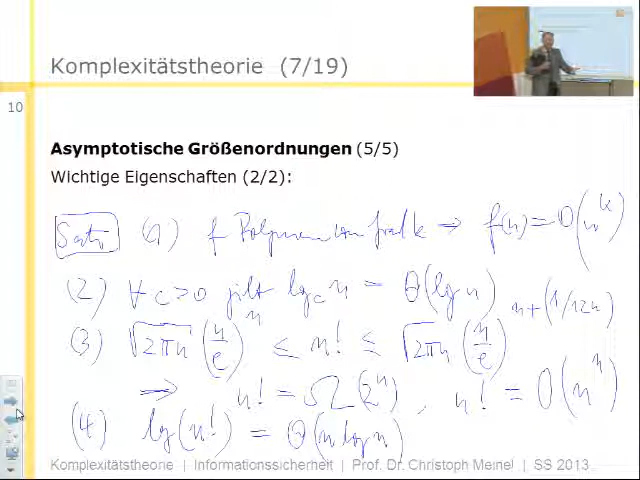 Komplexitätstheorie (7/19)
10
Asymptotische Größenordnungen (5/5)
Wichtige Eigenschaften (2/2):
Satz (1) f Polynom von Grad k ⇒ f(n) = O(n^k)
(2) ∀ c>0 gilt log_c n = Θ(log n)
(3) √(2πn) (n/e)^n ≤ n! ≤ √(2πn) (n/e)^(n+(1/12n))
⇒ n! = Ω(2^n), n! = O(n^n)
(4) log(n!) = Θ(n log n)
Komplexitätstheorie | Informationssicherheit | Prof. Dr. Christoph Meinel | SS 2013